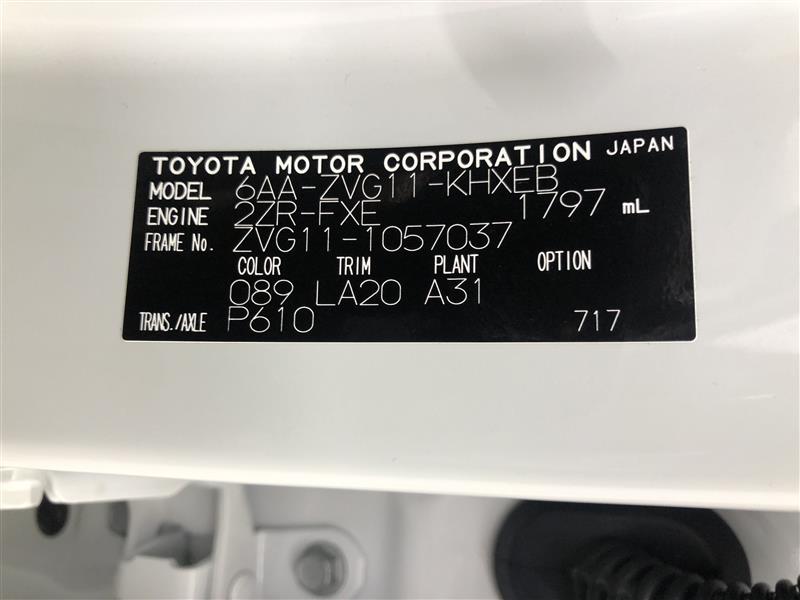 TOYOTA MOTOR CORPORATION JAPAN
MODEL 6AA-ZVG11-KHXEB
ENGINE 2ZR-FXE 1797 mL
FRAME No. ZVG11-1057037
COLOR TRIM PLANT OPTION
089 LA20 A31
TRANS./AXLE P610 717